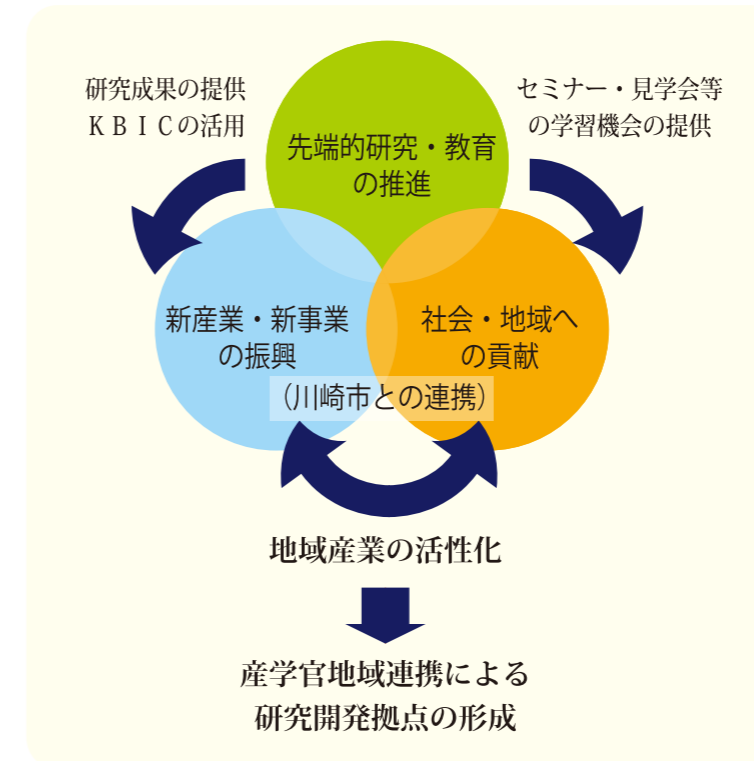 研究成果の提供
ＫＢＩＣの活用
セミナー・見学会等
の学習機会の提供
先端的研究・教育
の推進
新産業・新事業
の振興
社会・地域へ
の貢献
（川崎市との連携）
地域産業の活性化
産学官地域連携による
研究開発拠点の形成